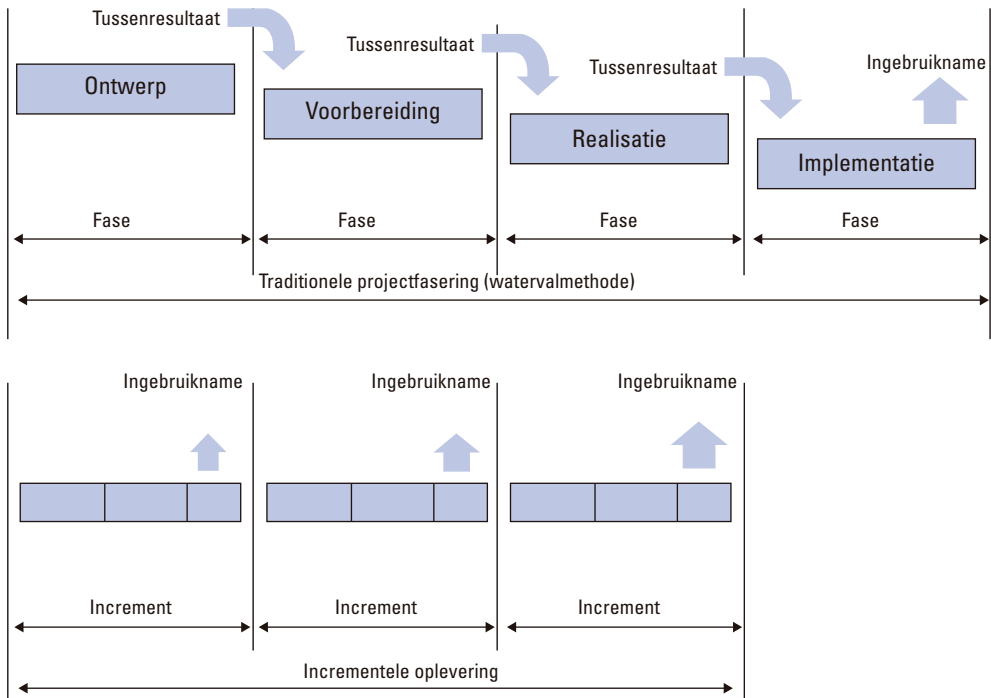 Tussenresultaat
Tussenresultaat
Tussenresultaat
Ingebruikname
Ontwerp
Voorbereiding
Realisatie
Implementatie
Fase
Fase
Fase
Fase
Traditionele projectfasering (watervalmethode)
Ingebruikname
Ingebruikname
Ingebruikname
Increment
Increment
Increment
Incrementele oplevering